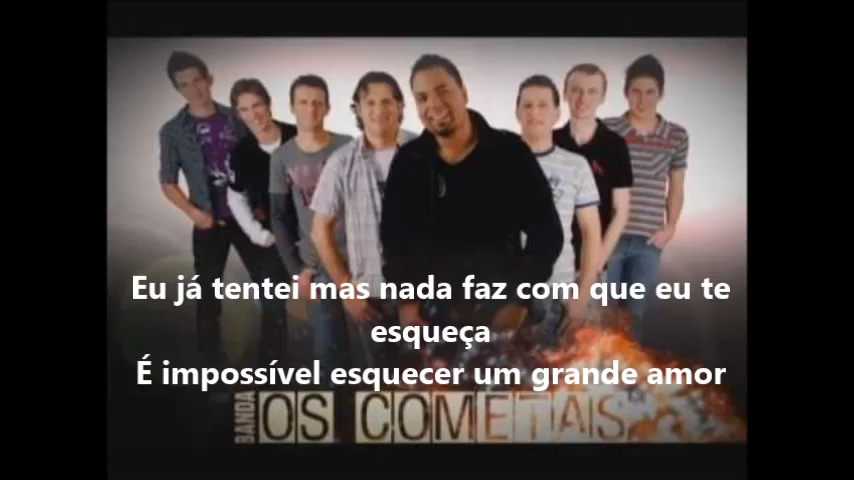 Eu já tentei mas nada faz com que eu te
esqueça
É impossível esquecer um grande amor
BANDA OS COMETAS